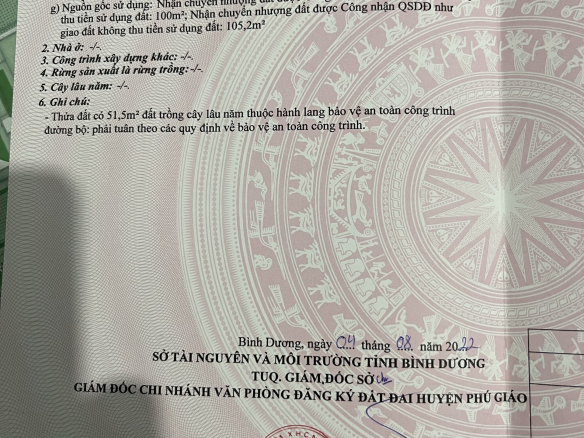 g) Nguồn gốc sử dụng: Nhận chuyển nhượng đất được
thu tiền sử dụng đất: 100m²; Nhận chuyển nhượng đất được Công nhận QSDĐ như
giao đất không thu tiền sử dụng đất: 105,2m²
2. Nhà ở: -/-.
3. Công trình xây dựng khác: -/-.
4. Rừng sản xuất là rừng trồng: -/-.
5. Cây lâu năm: -/-.
6. Ghi chú:
- Thửa đất có 51,5m² đất trồng cây lâu năm thuộc hành lang bảo vệ an toàn công trình
đường bộ: phải tuân theo các quy định về bảo vệ an toàn công trình.
Bình Dương, ngày 04 tháng 08 năm 2022
SỞ TÀI NGUYÊN VÀ MÔI TRƯỜNG TỈNH BÌNH DƯƠNG
TUQ. GIÁM ĐỐC SỞ
GIÁM ĐỐC CHI NHÁNH VĂN PHÒNG ĐĂNG KÝ ĐẤT ĐAI HUYỆN PHÚ GIÁO